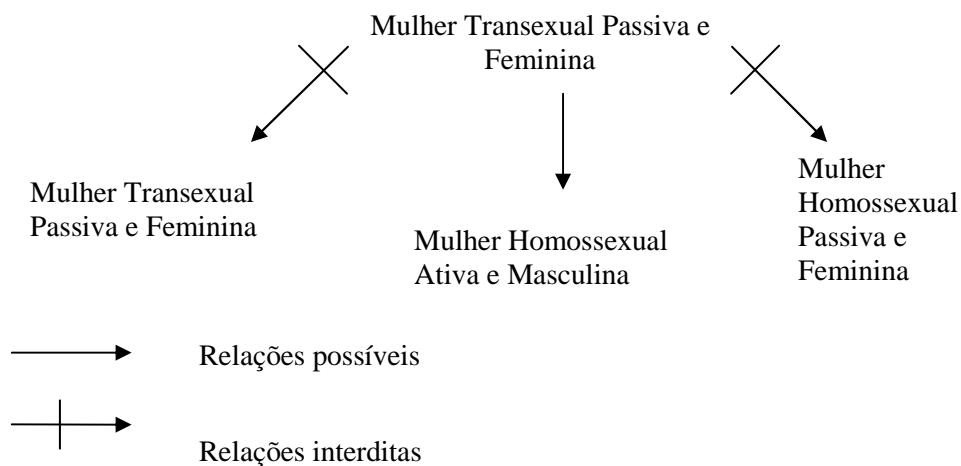 Mulher Transexual Passiva e
Feminina
Mulher Transexual
Passiva e Feminina
Mulher Homossexual
Ativa e Masculina
Mulher
Homossexual
Passiva e
Feminina
Relações possíveis
Relações interditas